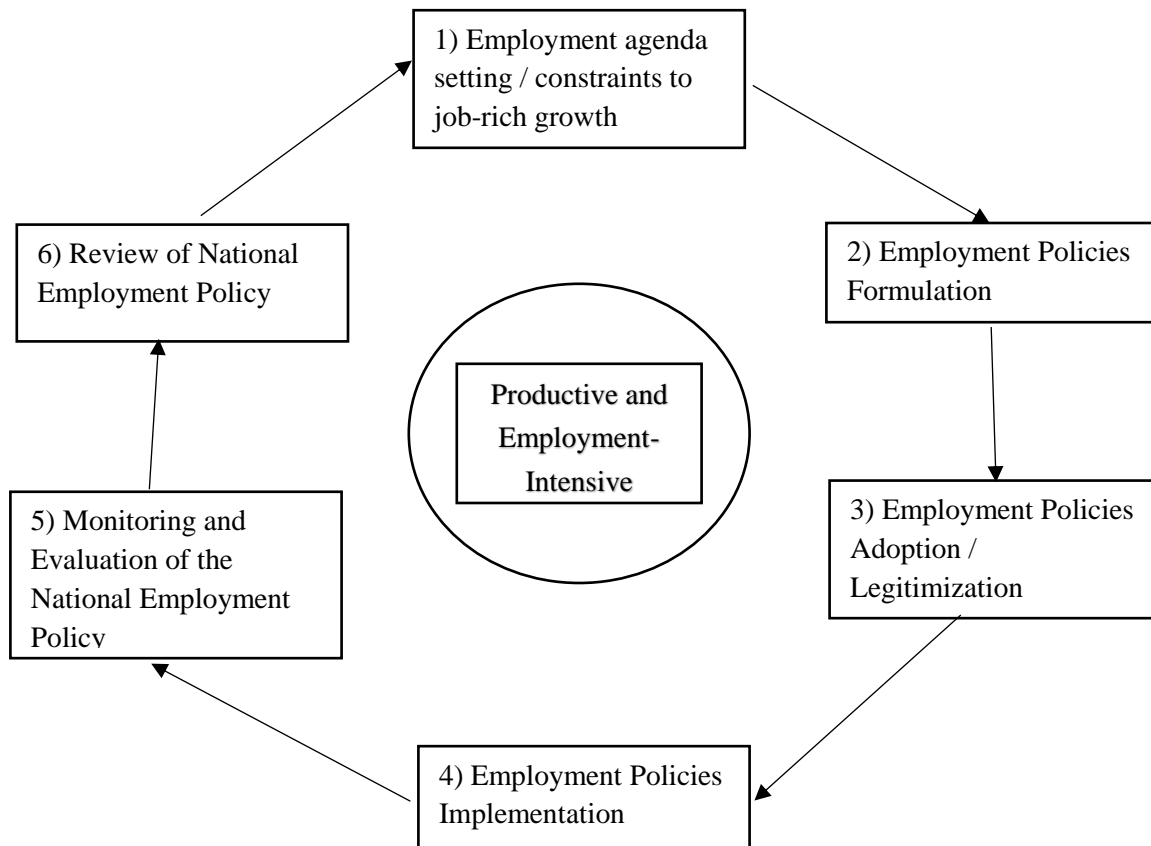 1) Employment agenda
setting / constraints to
job-rich growth
2) Employment Policies
Formulation
3) Employment Policies
Adoption /
Legitimization
4) Employment Policies
Implementation
5) Monitoring and
Evaluation of the
National Employment
Policy
6) Review of National
Employment Policy
Productive and
Employment-
Intensive